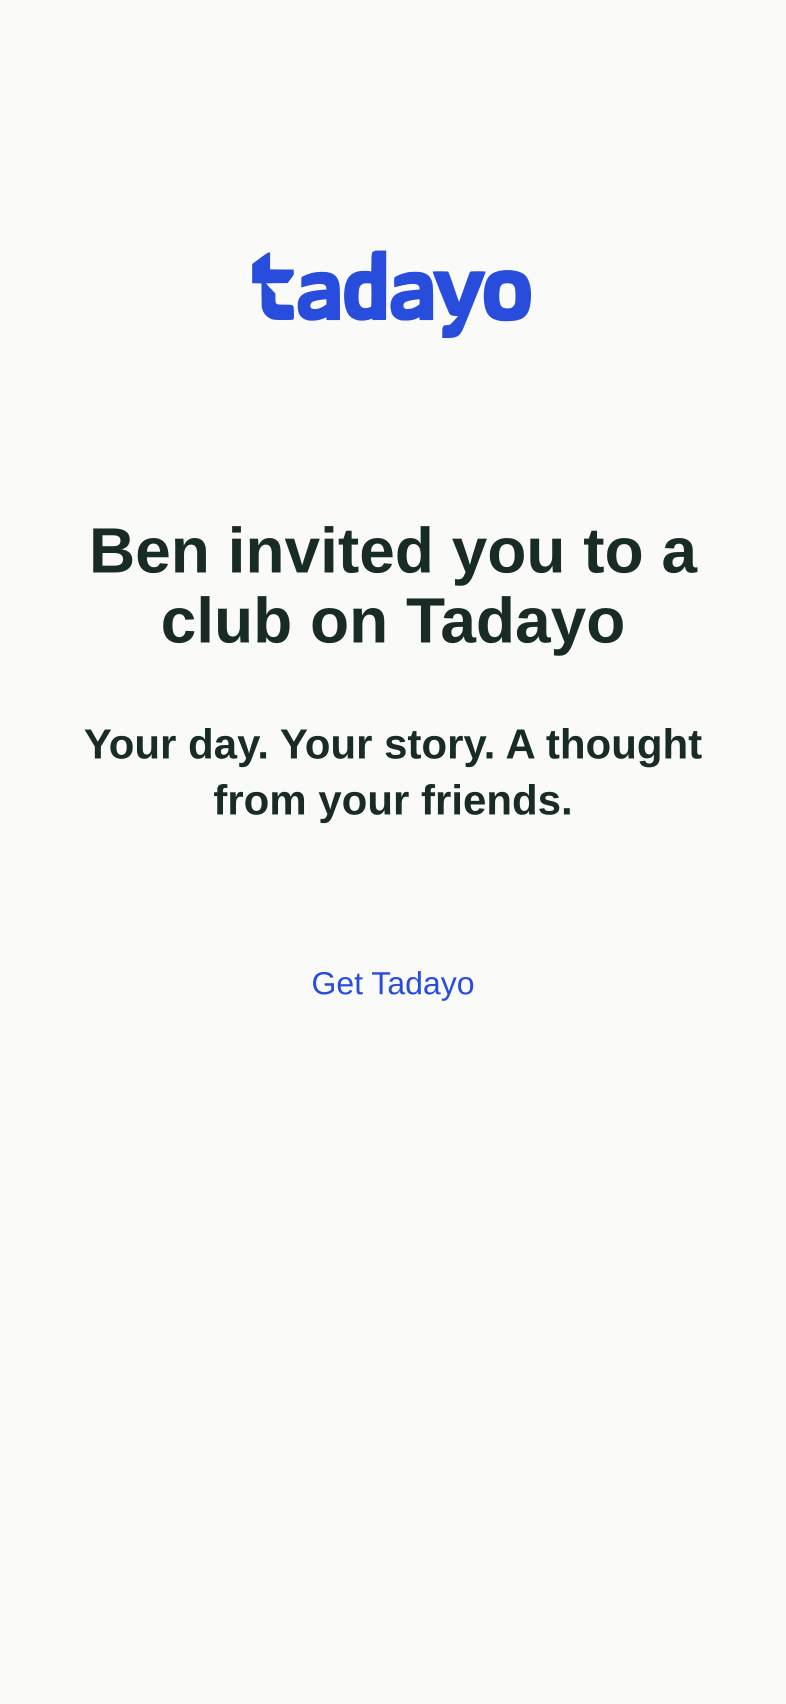 tadayo
Ben invited you to a
club on Tadayo
Your day. Your story. A thought
from your friends.
Get Tadayo